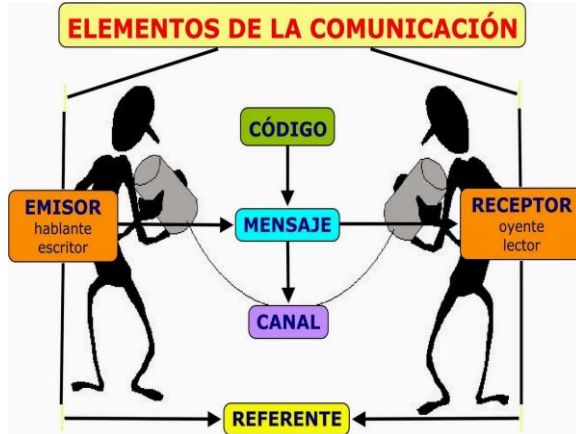 ELEMENTOS DE LA COMUNICACIÓN
CÓDIGO
EMISOR
hablante
escritor
MENSAJE
RECEPTOR
oyente
lector
CANAL
REFERENTE